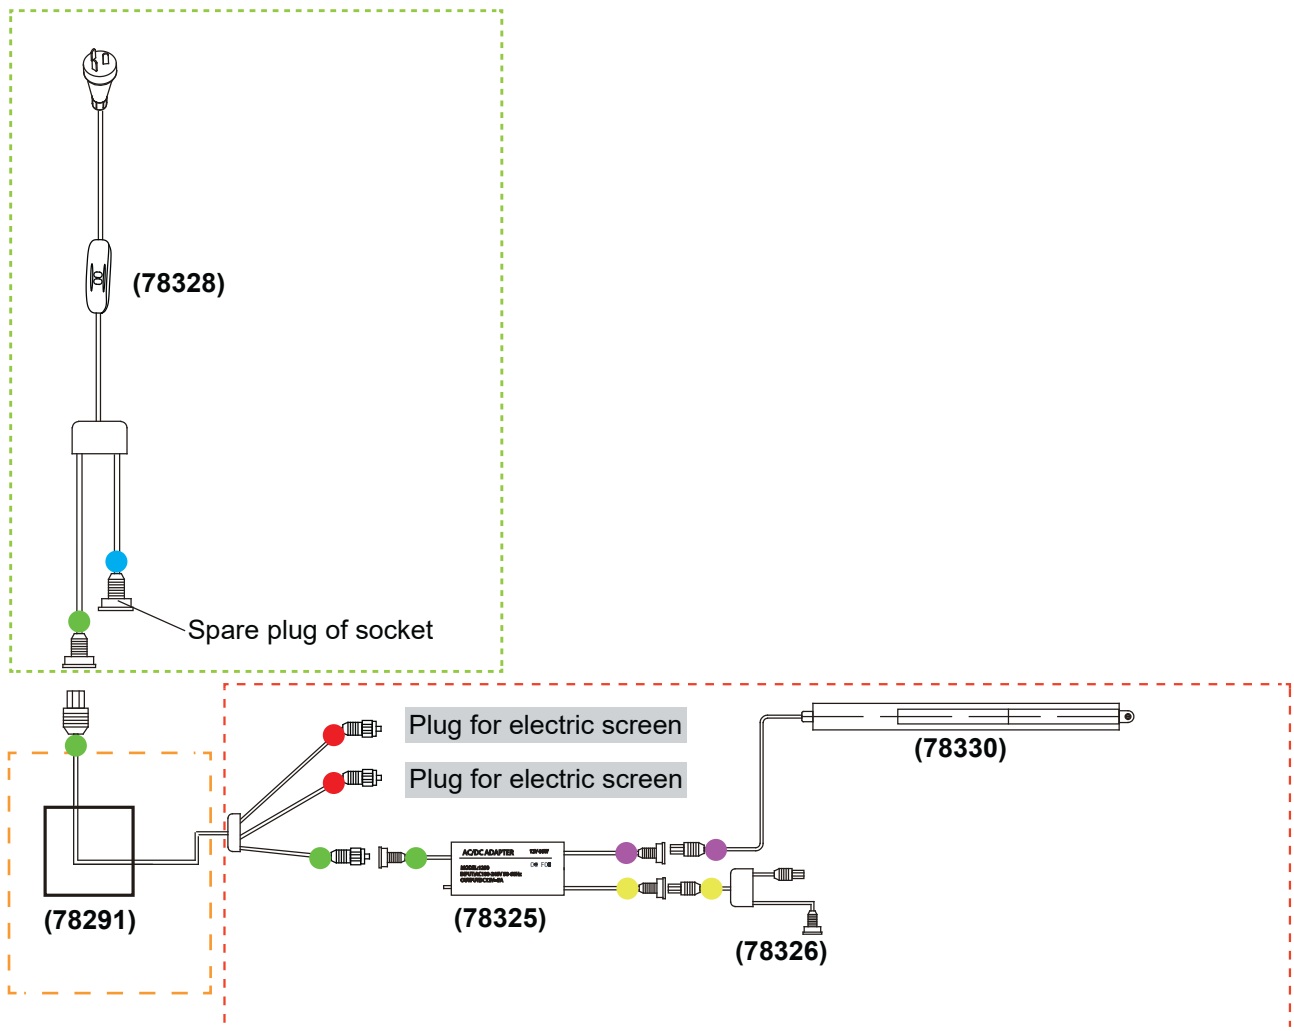 (78328)
Spare plug of socket
Plug for electric screen
Plug for electric screen
(78330)
AC/DC ADAPTER
(78325)
(78291)
(78326)